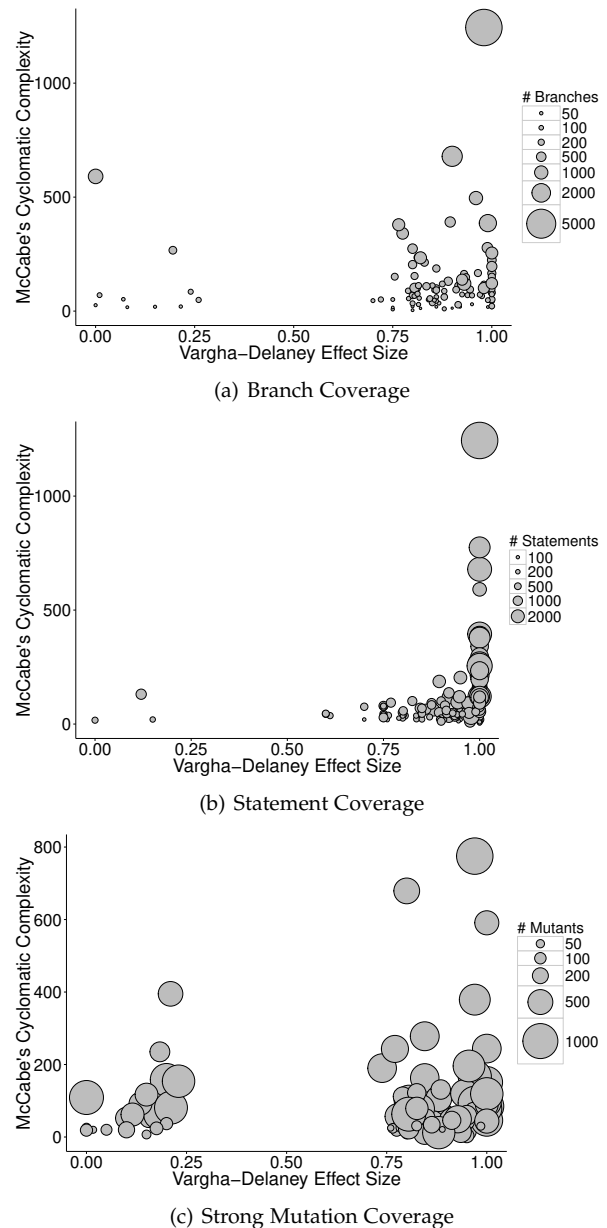 McCabe's Cyclomatic Complexity
1000
500
0
0.00 0.25 0.50 0.75 1.00
Vargha−Delaney Effect Size
# Branches
50
100
200
500
1000
2000
5000
(a) Branch Coverage
McCabe's Cyclomatic Complexity
1000
500
0
0.00 0.25 0.50 0.75 1.00
Vargha−Delaney Effect Size
# Statements
100
200
500
1000
2000
(b) Statement Coverage
McCabe's Cyclomatic Complexity
800
600
400
200
0
0.00 0.25 0.50 0.75 1.00
Vargha−Delaney Effect Size
# Mutants
50
100
200
500
1000
(c) Strong Mutation Coverage